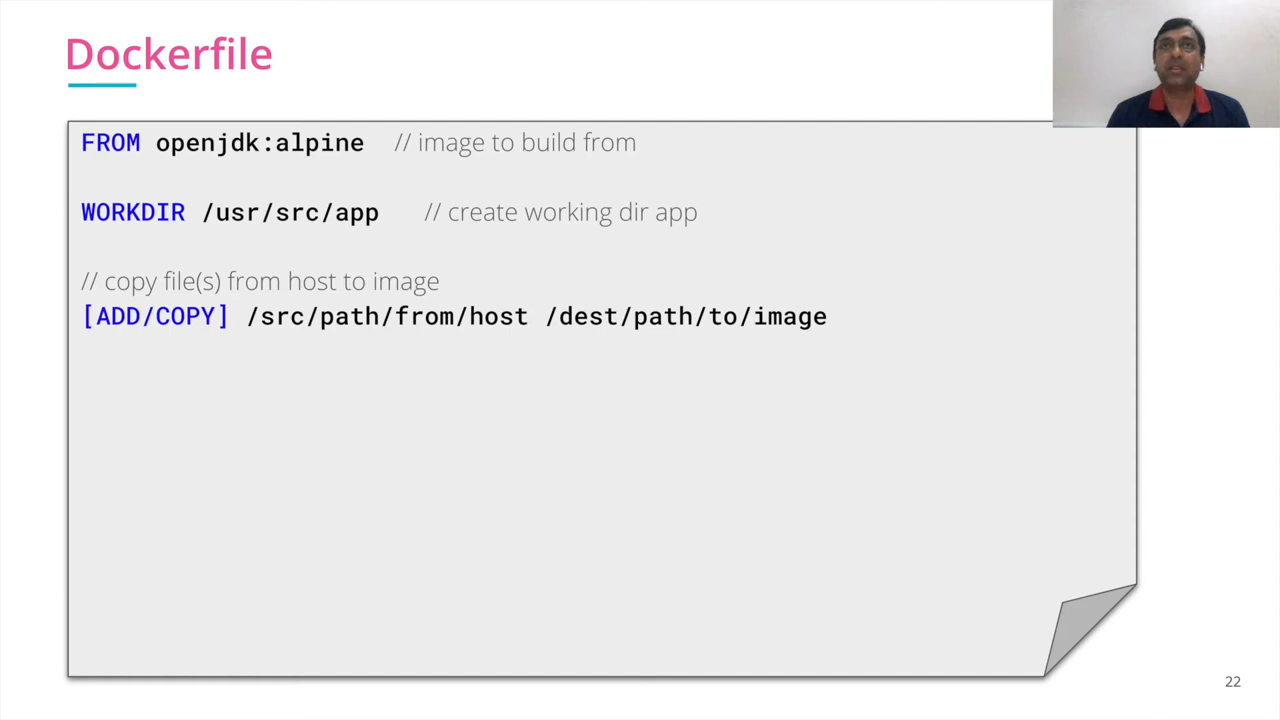 Dockerfile
FROM openjdk:alpine // image to build from
WORKDIR /usr/src/app // create working dir app
// copy file(s) from host to image
[ADD/COPY] /src/path/from/host /dest/path/to/image
22